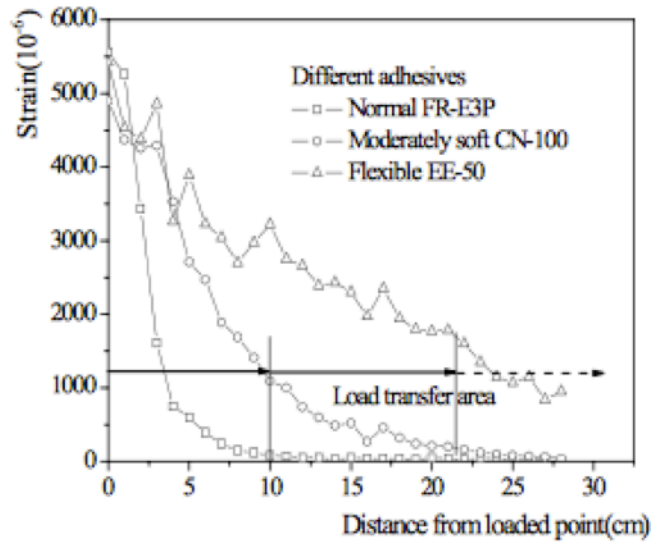 6000
5000
4000
3000
2000
1000
0
Strain(10⁻⁶)
Different adhesives
Normal FR-E3P
Moderately soft CN-100
Flexible EE-50
Load transfer area
0 5 10 15 20 25 30
Distance from loaded point(cm)